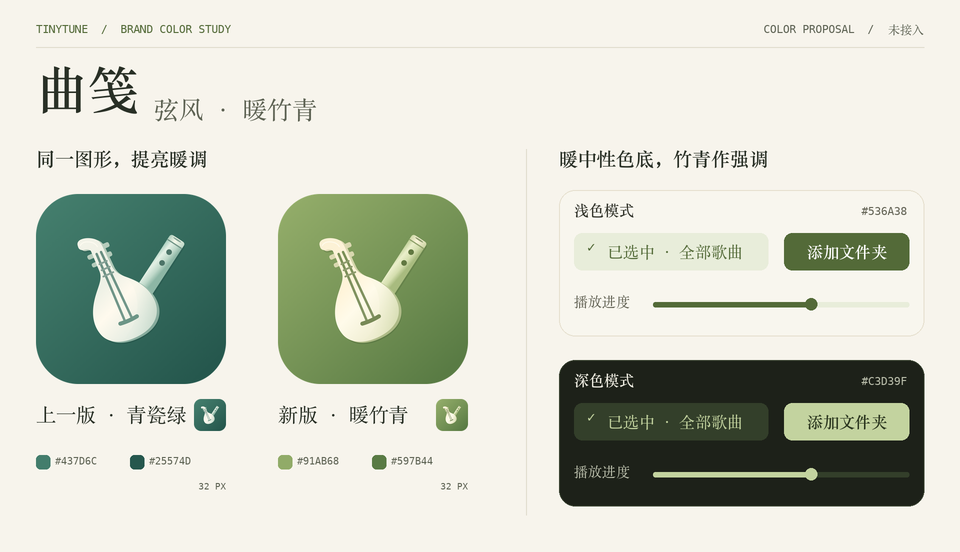 TINYTUNE / BRAND COLOR STUDY
COLOR PROPOSAL / 未接入
曲笺 弦风 · 暖竹青
同一图形，提亮暖调
上一版 · 青瓷绿
#437D6C #25574D
32 PX
新版 · 暖竹青
#91AB68 #597B44
32 PX
暖中性色底，竹青作强调
浅色模式 #536A38
✓ 已选中 · 全部歌曲 添加文件夹
播放进度
深色模式 #C3D39F
✓ 已选中 · 全部歌曲 添加文件夹
播放进度